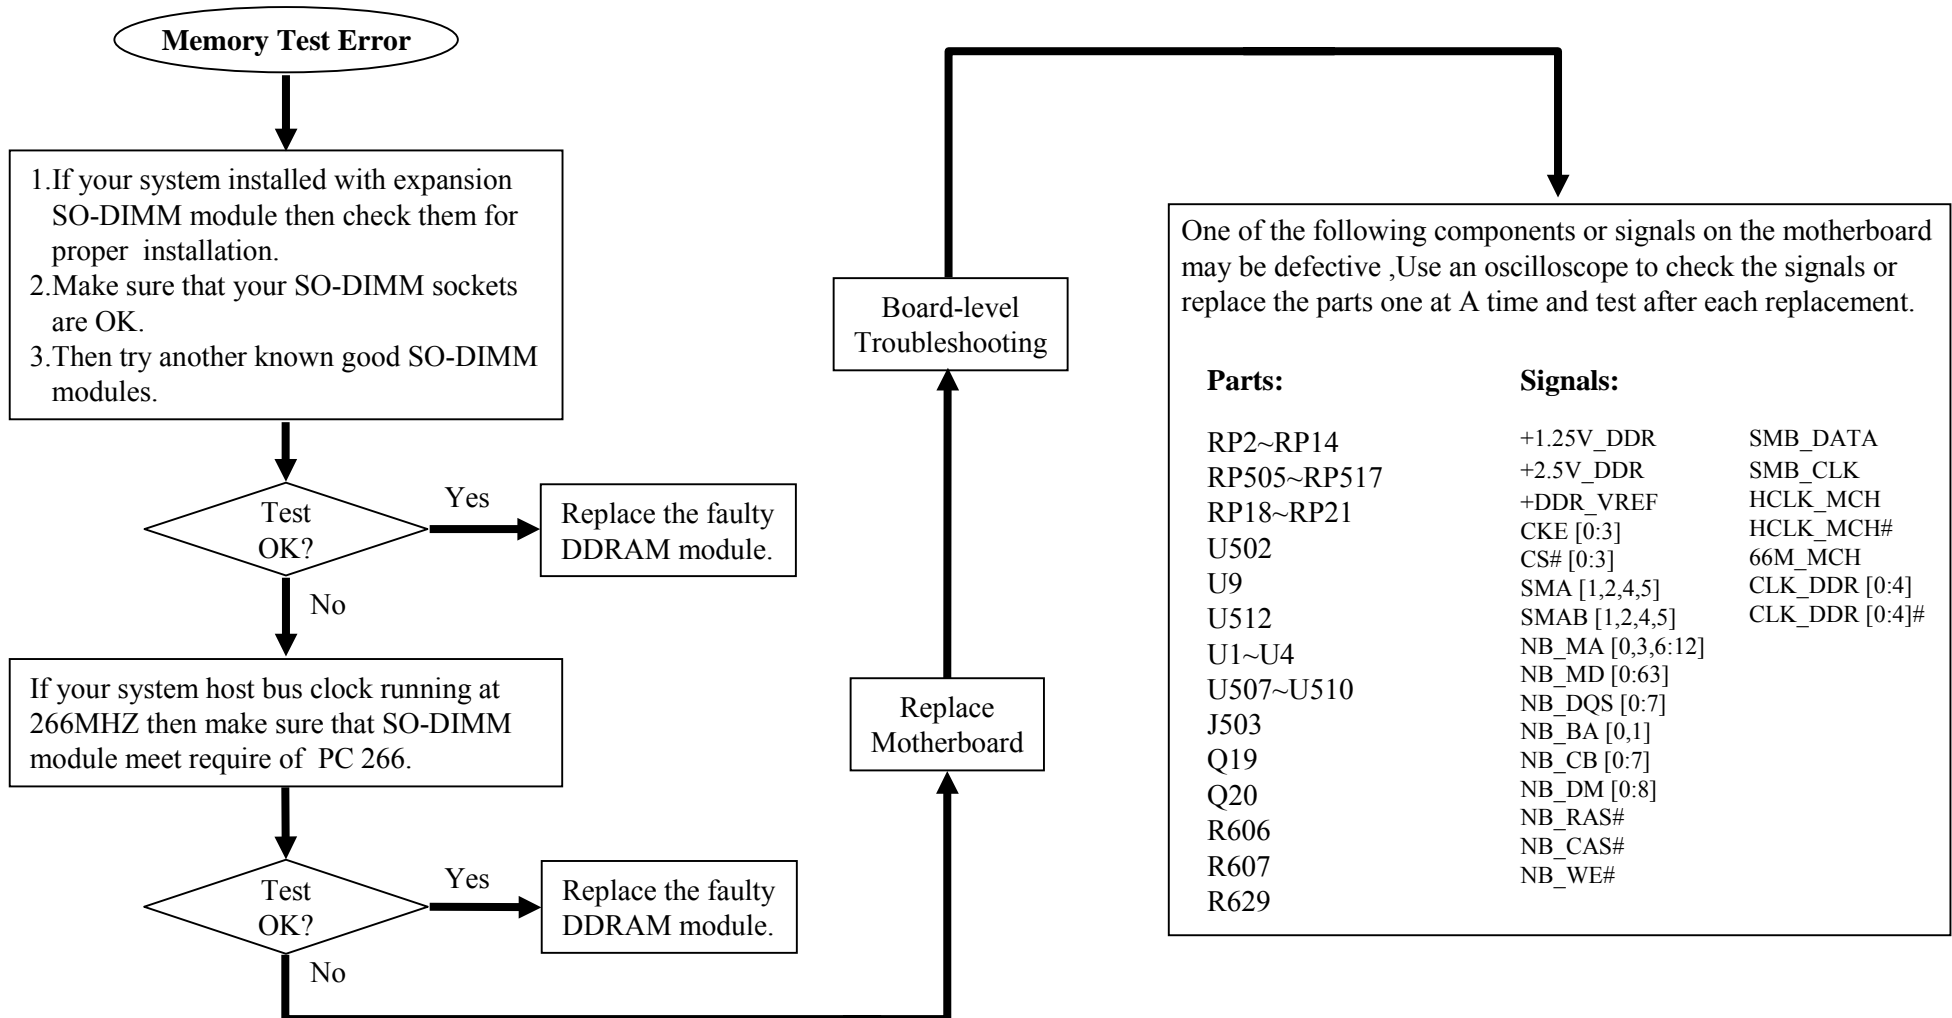 Memory Test Error
1.If your system installed with expansion
SO-DIMM module then check them for
proper installation.
2.Make sure that your SO-DIMM sockets
are OK.
3.Then try another known good SO-DIMM
modules.
Test
OK?
Yes
Replace the faulty
DDRAM module.
No
If your system host bus clock running at
266MHZ then make sure that SO-DIMM
module meet require of PC 266.
Test
OK?
Yes
Replace the faulty
DDRAM module.
No
Replace
Motherboard
Board-level
Troubleshooting
One of the following components or signals on the motherboard
may be defective ,Use an oscilloscope to check the signals or
replace the parts one at A time and test after each replacement.
Parts:
RP2~RP14
RP505~RP517
RP18~RP21
U502
U9
U512
U1~U4
U507~U510
J503
Q19
Q20
R606
R607
R629
Signals:
+1.25V_DDR
+2.5V_DDR
+DDR_VREF
CKE [0:3]
CS# [0:3]
SMA [1,2,4,5]
SMAB [1,2,4,5]
NB_MA [0,3,6:12]
NB_MD [0:63]
NB_DQS [0:7]
NB_BA [0,1]
NB_CB [0:7]
NB_DM [0:8]
NB_RAS#
NB_CAS#
NB_WE#
SMB_DATA
SMB_CLK
HCLK_MCH
HCLK_MCH#
66M_MCH
CLK_DDR [0:4]
CLK_DDR [0:4]#